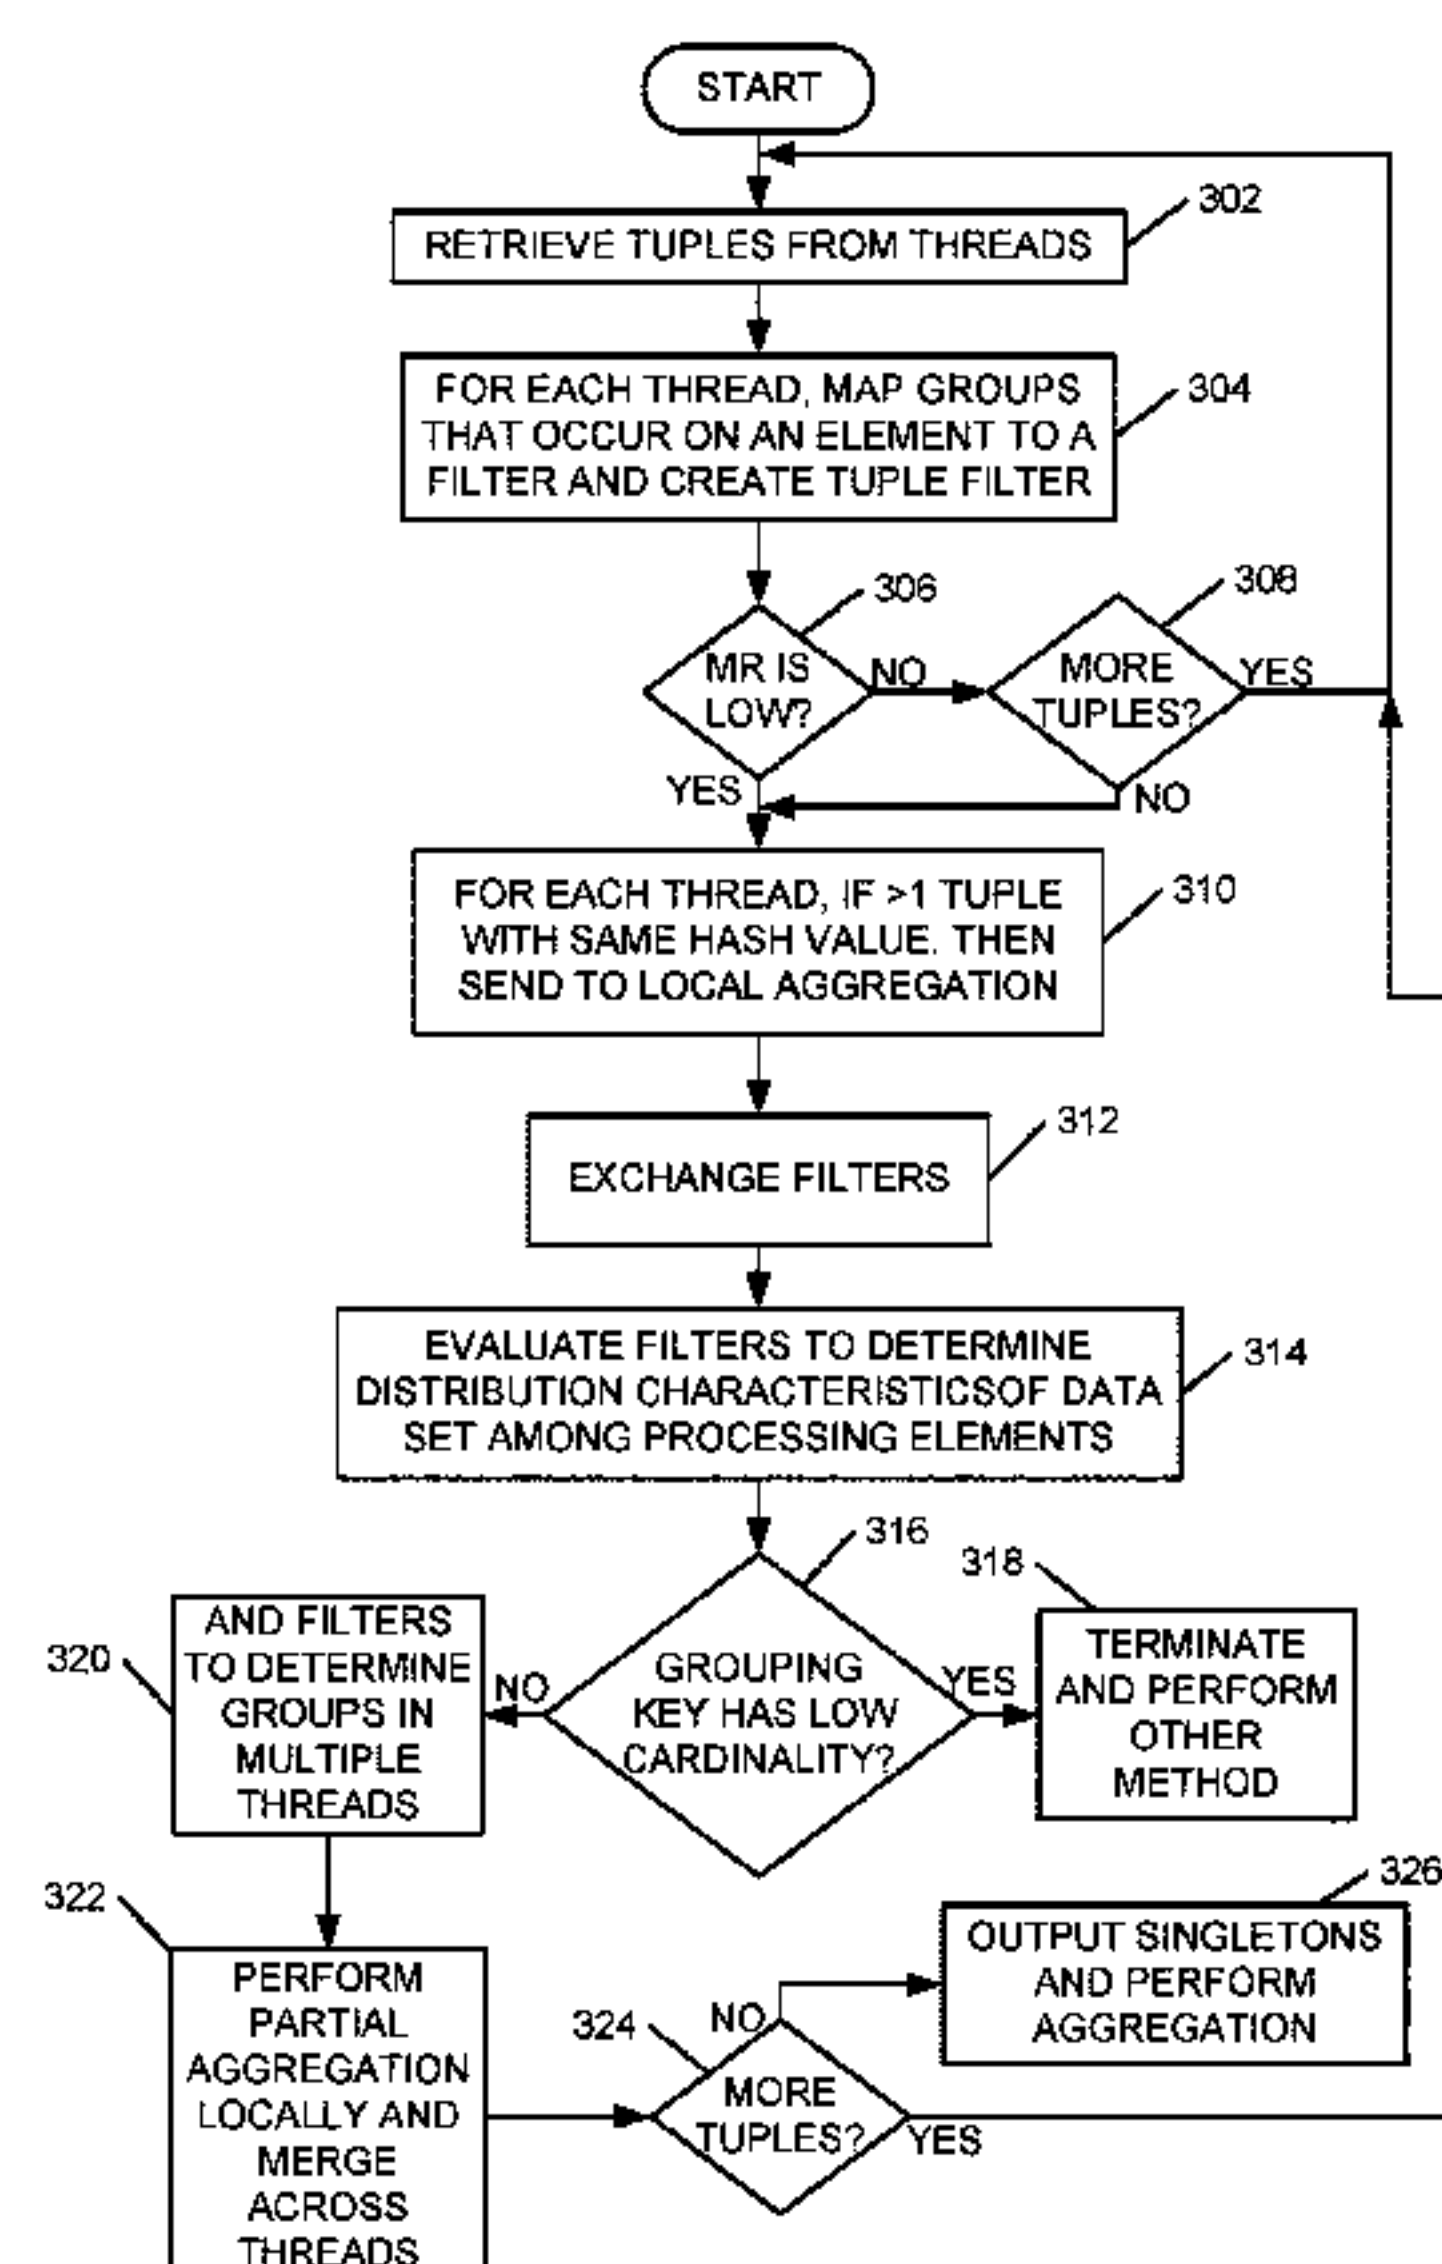 START
302
RETRIEVE TUPLES FROM THREADS
304
FOR EACH THREAD, MAP GROUPS
THAT OCCUR ON AN ELEMENT TO A
FILTER AND CREATE TUPLE FILTER
306
308
MR IS
LOW?
NO
MORE
TUPLES?
YES
YES
NO
310
FOR EACH THREAD, IF >1 TUPLE
WITH SAME HASH VALUE. THEN
SEND TO LOCAL AGGREGATION
312
EXCHANGE FILTERS
314
EVALUATE FILTERS TO DETERMINE
DISTRIBUTION CHARACTERISTICSOF DATA
SET AMONG PROCESSING ELEMENTS
316
318
320
AND FILTERS
TO DETERMINE
GROUPS IN
MULTIPLE
THREADS
NO
GROUPING
KEY HAS LOW
CARDINALITY?
YES
TERMINATE
AND PERFORM
OTHER
METHOD
322
326
PERFORM
PARTIAL
AGGREGATION
LOCALLY AND
MERGE
ACROSS
THREADS
324
NO
MORE
TUPLES?
YES
OUTPUT SINGLETONS
AND PERFORM
AGGREGATION